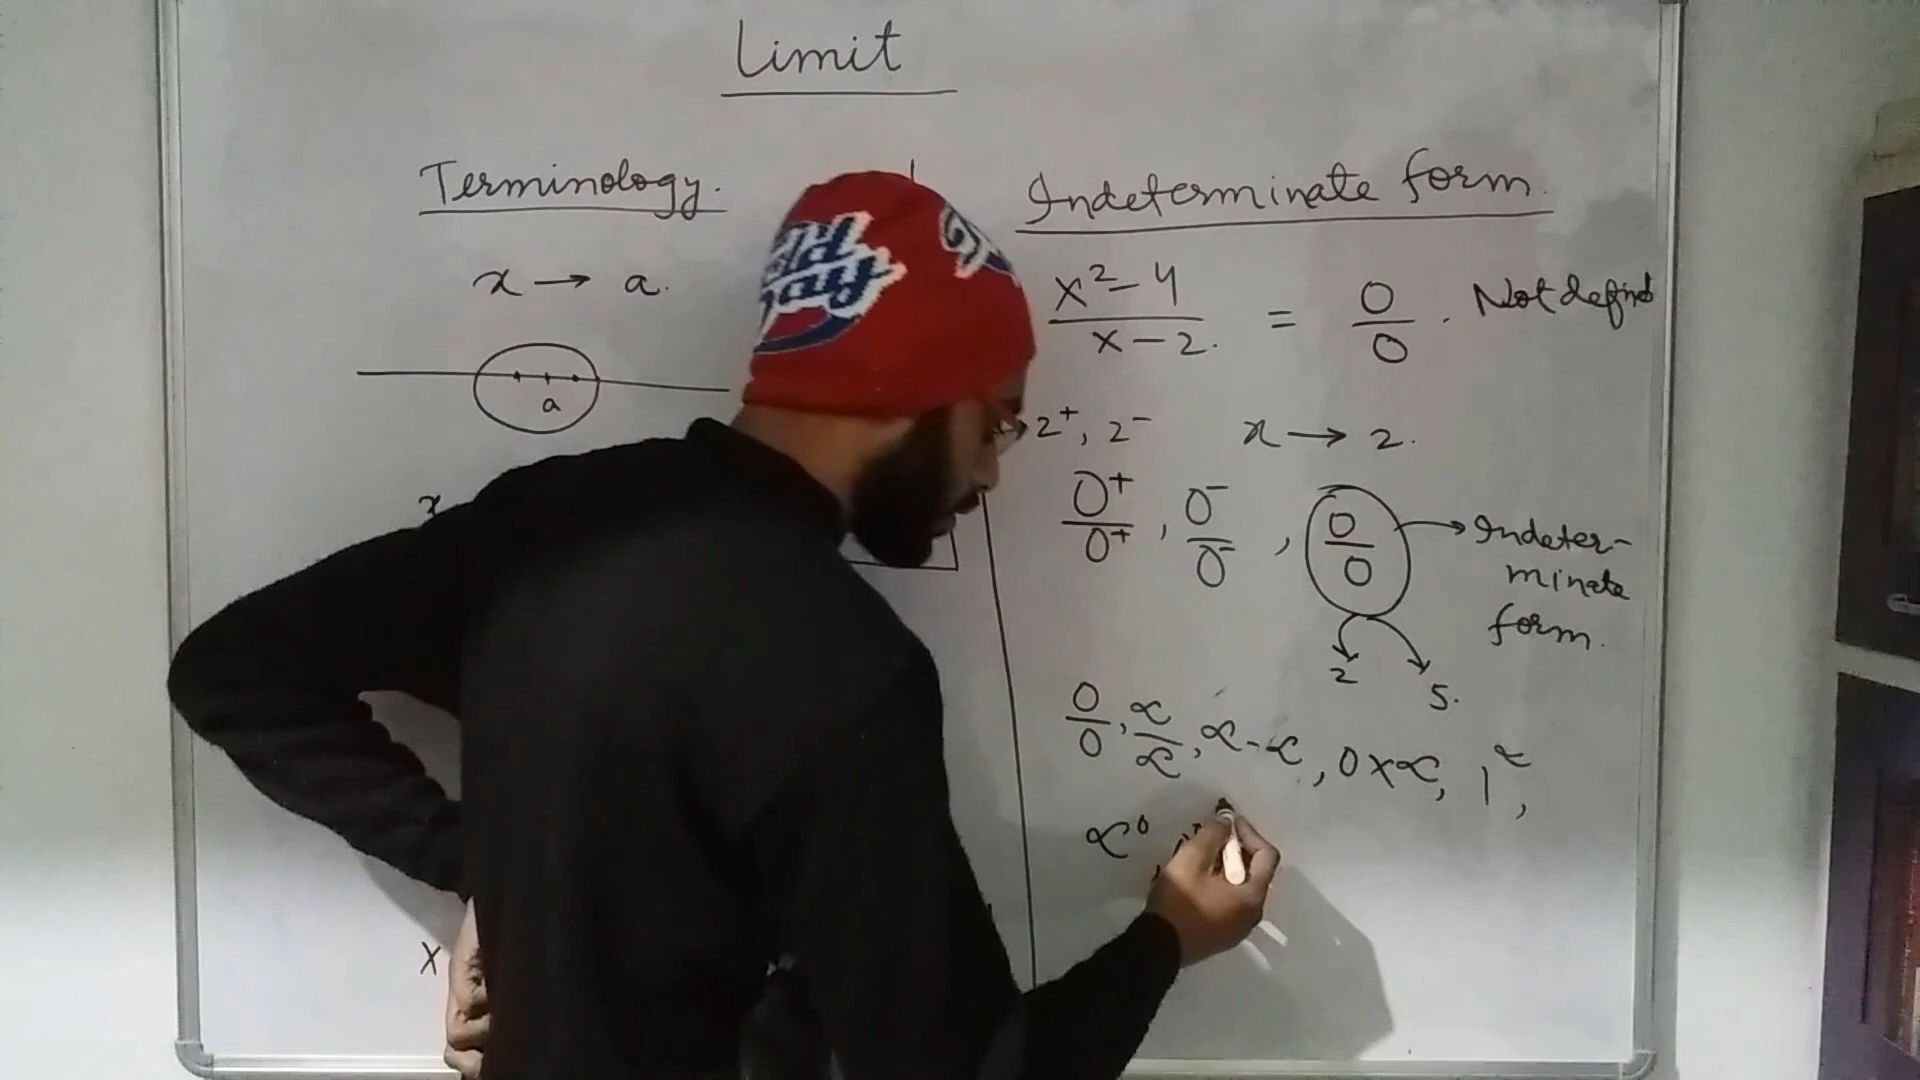 Limit
Terminology.
x → a.
a
x
X
Indeterminate form.
x²-4 / x-2. = 0/0 . Not defind
2⁺, 2⁻ x → 2.
0⁺/0⁺ , 0⁻/0⁻ , 0/0 → Indeter-
minate
form.
2 5.
0/0, ∝/∝, ∝-∝, 0x∝, 1^∝,
∝⁰,